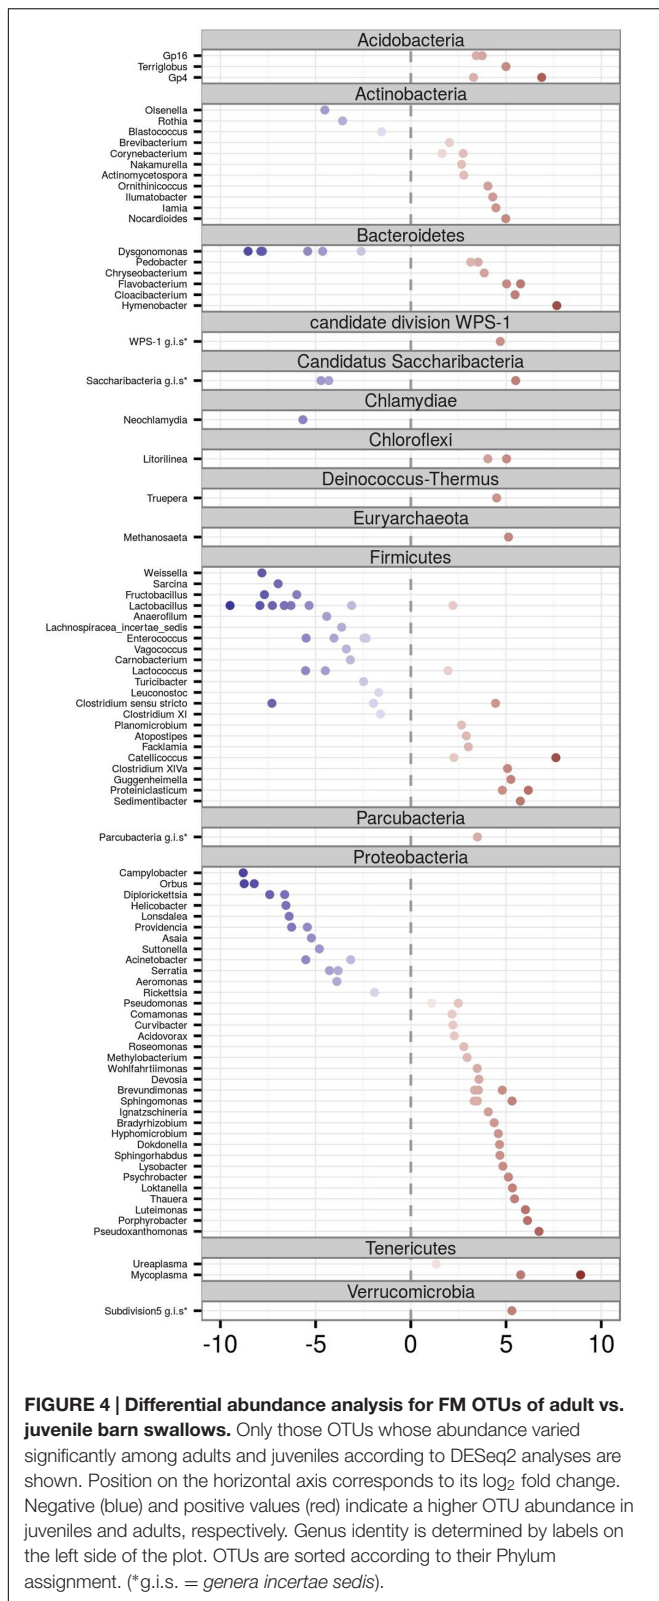 Acidobacteria
Gp16
Terriglobus
Gp4
Actinobacteria
Olsenella
Rothia
Blastococcus
Brevibacterium
Corynebacterium
Nakamurella
Actinomycetospora
Ornithinicoccus
Ilumatobacter
Iamia
Nocardioides
Bacteroidetes
Dysgonomonas
Pedobacter
Chryseobacterium
Flavobacterium
Cloacibacterium
Hymenobacter
candidate division WPS-1
WPS-1 g.i.s*
Candidatus Saccharibacteria
Saccharibacteria g.i.s*
Chlamydiae
Neochlamydia
Chloroflexi
Litorilinea
Deinococcus-Thermus
Truepera
Euryarchaeota
Methanosaeta
Firmicutes
Weissella
Sarcina
Fructobacillus
Lactobacillus
Anaerofilum
Lachnospiracea_incertae_sedis
Enterococcus
Vagococcus
Carnobacterium
Lactococcus
Turicibacter
Leuconostoc
Clostridium sensu stricto
Clostridium XI
Planomicrobium
Atopostipes
Facklamia
Catellicoccus
Clostridium XIVa
Guggenheimella
Proteiniclasticum
Sedimentibacter
Parcubacteria
Parcubacteria g.i.s*
Proteobacteria
Campylobacter
Orbus
Diplorickettsia
Helicobacter
Lonsdalea
Providencia
Asaia
Suttonella
Acinetobacter
Serratia
Aeromonas
Rickettsia
Pseudomonas
Comamonas
Curvibacter
Acidovorax
Roseomonas
Methylobacterium
Wohlfahrtiimonas
Devosia
Brevundimonas
Sphingomonas
Ignatzschineria
Bradyrhizobium
Hyphomicrobium
Dokdonella
Sphingorhabdus
Lysobacter
Psychrobacter
Loktanella
Thauera
Luteimonas
Porphyrobacter
Pseudoxanthomonas
Tenericutes
Ureaplasma
Mycoplasma
Verrucomicrobia
Subdivision5 g.i.s*
-10 -5 0 5 10
FIGURE 4 | Differential abundance analysis for FM OTUs of adult vs.
juvenile barn swallows. Only those OTUs whose abundance varied
significantly among adults and juveniles according to DESeq2 analyses are
shown. Position on the horizontal axis corresponds to its log₂ fold change.
Negative (blue) and positive values (red) indicate a higher OTU abundance in
juveniles and adults, respectively. Genus identity is determined by labels on
the left side of the plot. OTUs are sorted according to their Phylum
assignment. (*g.i.s. = genera incertae sedis).